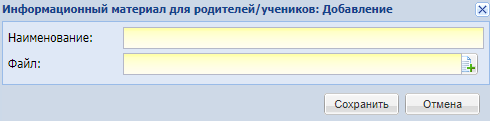 Информационный материал для родителей/учеников: Добавление
Наименование:
Файл:
Сохранить Отмена